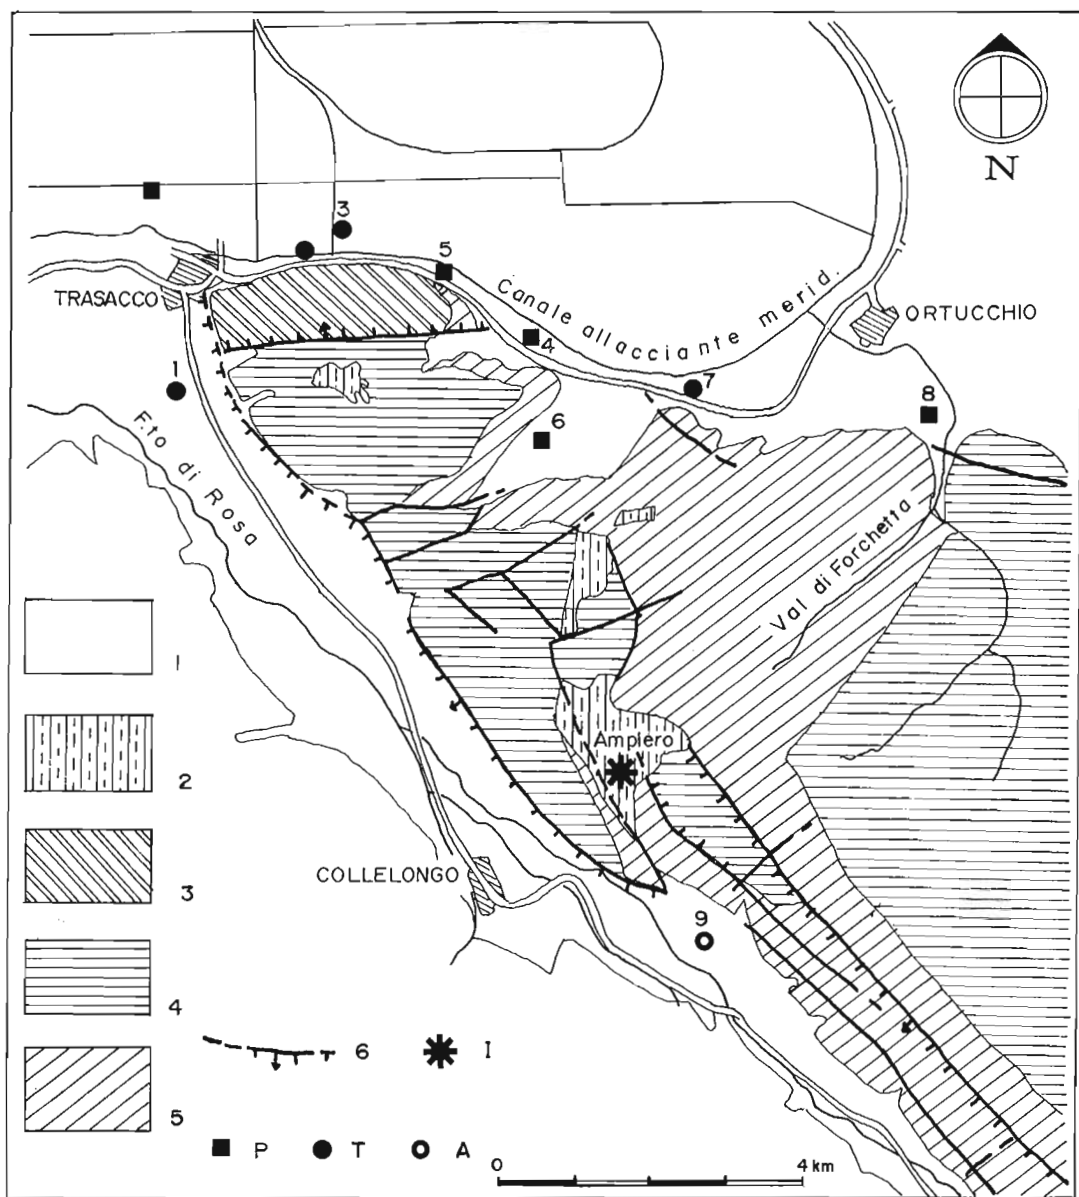 N
3
5
TRASACCO
Canale allacciante merid.
ORTUCCHIO
4
1
7
8
6
F.to di Rosa
Val di Forchetta
1
Ampiero
2
COLLELONGO
3
9
4
6
I
5
P
T
A
0
4 km